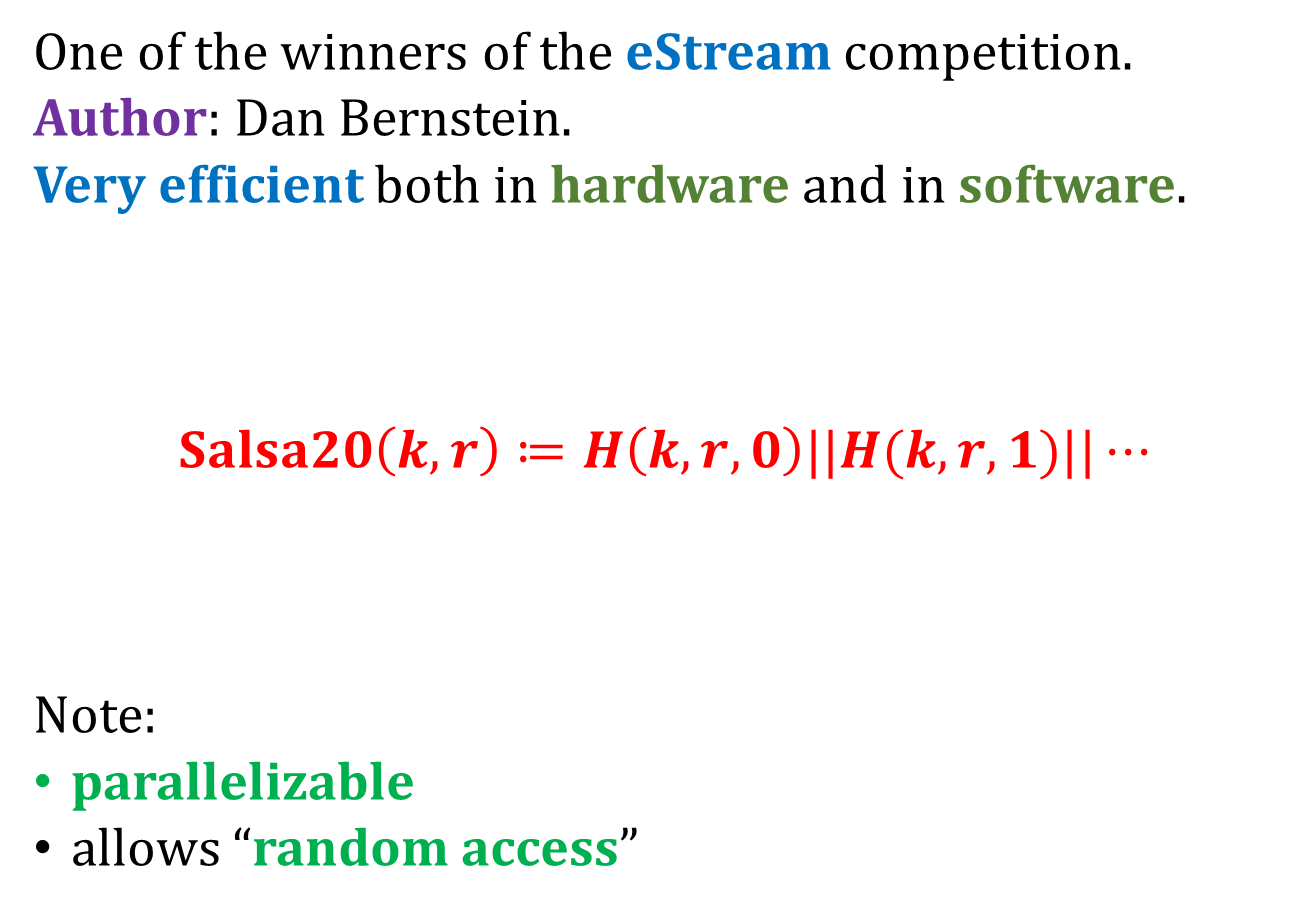 One of the winners of the eStream competition.
Author: Dan Bernstein.
Very efficient both in hardware and in software.
Salsa20(k, r) ≔ H(k, r, 0)||H(k, r, 1)|| ⋯
Note:
• parallelizable
• allows “random access”